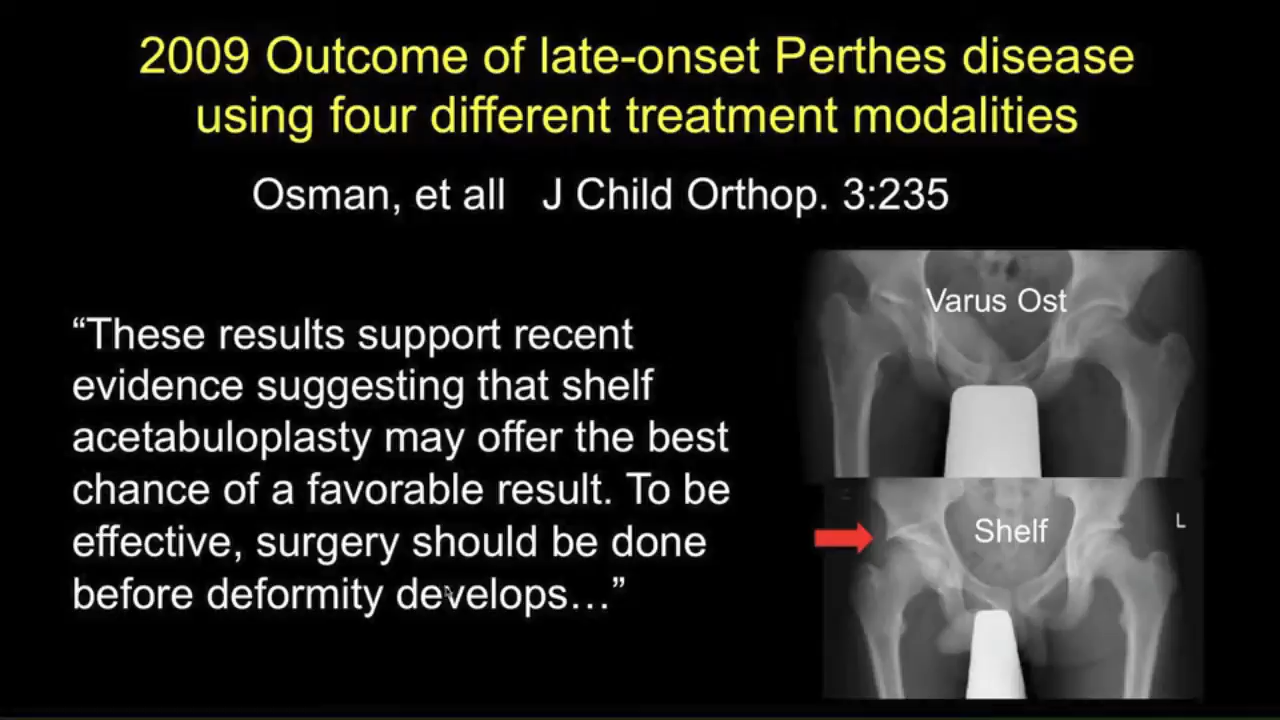 2009 Outcome of late-onset Perthes disease
using four different treatment modalities
Osman, et all J Child Orthop. 3:235
“These results support recent
evidence suggesting that shelf
acetabuloplasty may offer the best
chance of a favorable result. To be
effective, surgery should be done
before deformity develops…”
Varus Ost
Shelf
L